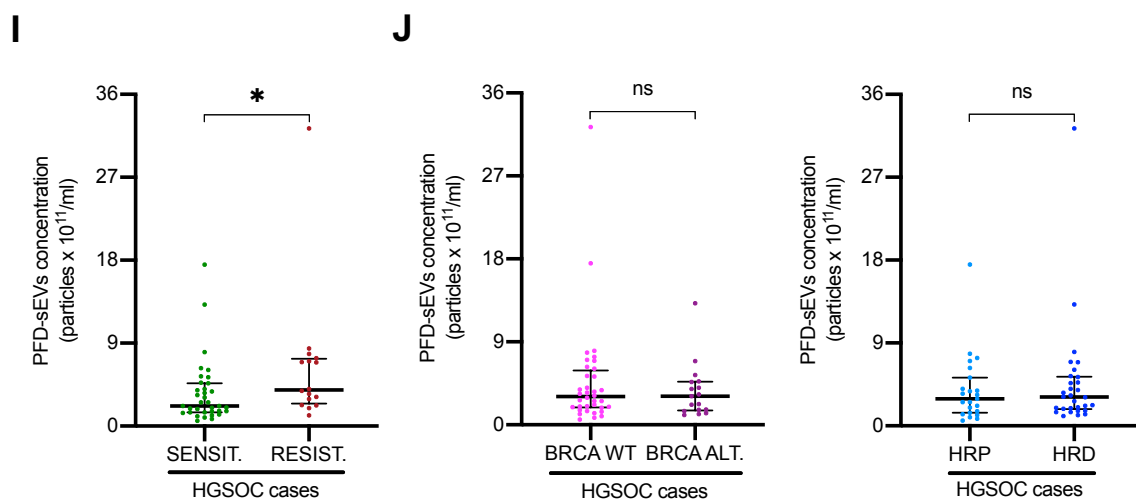 I
J
*
ns
ns
36
27
18
9
0
PFD-sEVs concentration
(particles x 10¹¹/ml)
SENSIT.
RESIST.
HGSOC cases
36
27
18
9
0
PFD-sEVs concentration
(particles x 10¹¹/ml)
BRCA WT
BRCA ALT.
HGSOC cases
36
27
18
9
0
PFD-sEVs concentration
(particles x 10¹¹/ml)
HRP
HRD
HGSOC cases